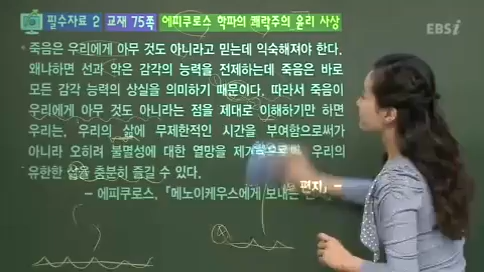 필수자료 2 교재 75쪽 에피쿠로스 학파의 쾌락주의 윤리 사상
EBSi
죽음은 우리에게 아무 것도 아니라고 믿는데 익숙해져야 한다.
왜냐하면 선과 악은 감각의 능력을 전제하는데 죽음은 바로
모든 감각 능력의 상실을 의미하기 때문이다. 따라서 죽음이
우리에게 아무 것도 아니라는 점을 제대로 이해하기만 하면
우리는, 우리의 삶에 무제한적인 시간을 부여함으로써가
아니라 오히려 불멸성에 대한 열망을 제거함으로써, 우리의
유한한 삶을 충분히 즐길 수 있다.
- 에피쿠로스, 「메노이케우스에게 보내는 편지」 -
A